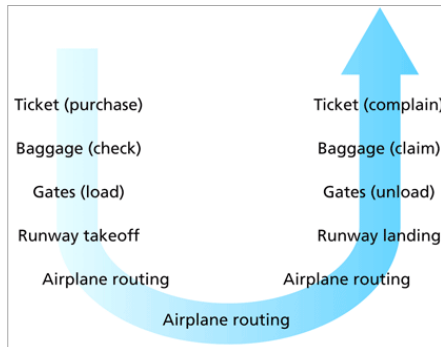 Ticket (purchase)
Ticket (complain)
Baggage (check)
Baggage (claim)
Gates (load)
Gates (unload)
Runway takeoff
Runway landing
Airplane routing
Airplane routing
Airplane routing